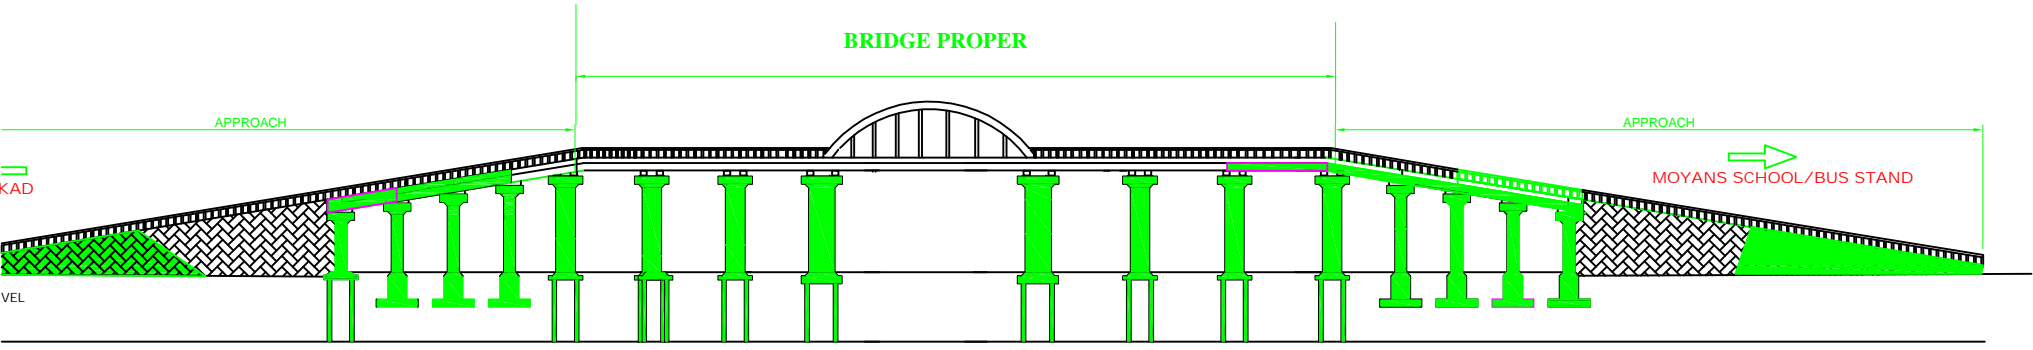 BRIDGE PROPER
APPROACH
APPROACH
KAD
MOYANS SCHOOL/BUS STAND
VEL